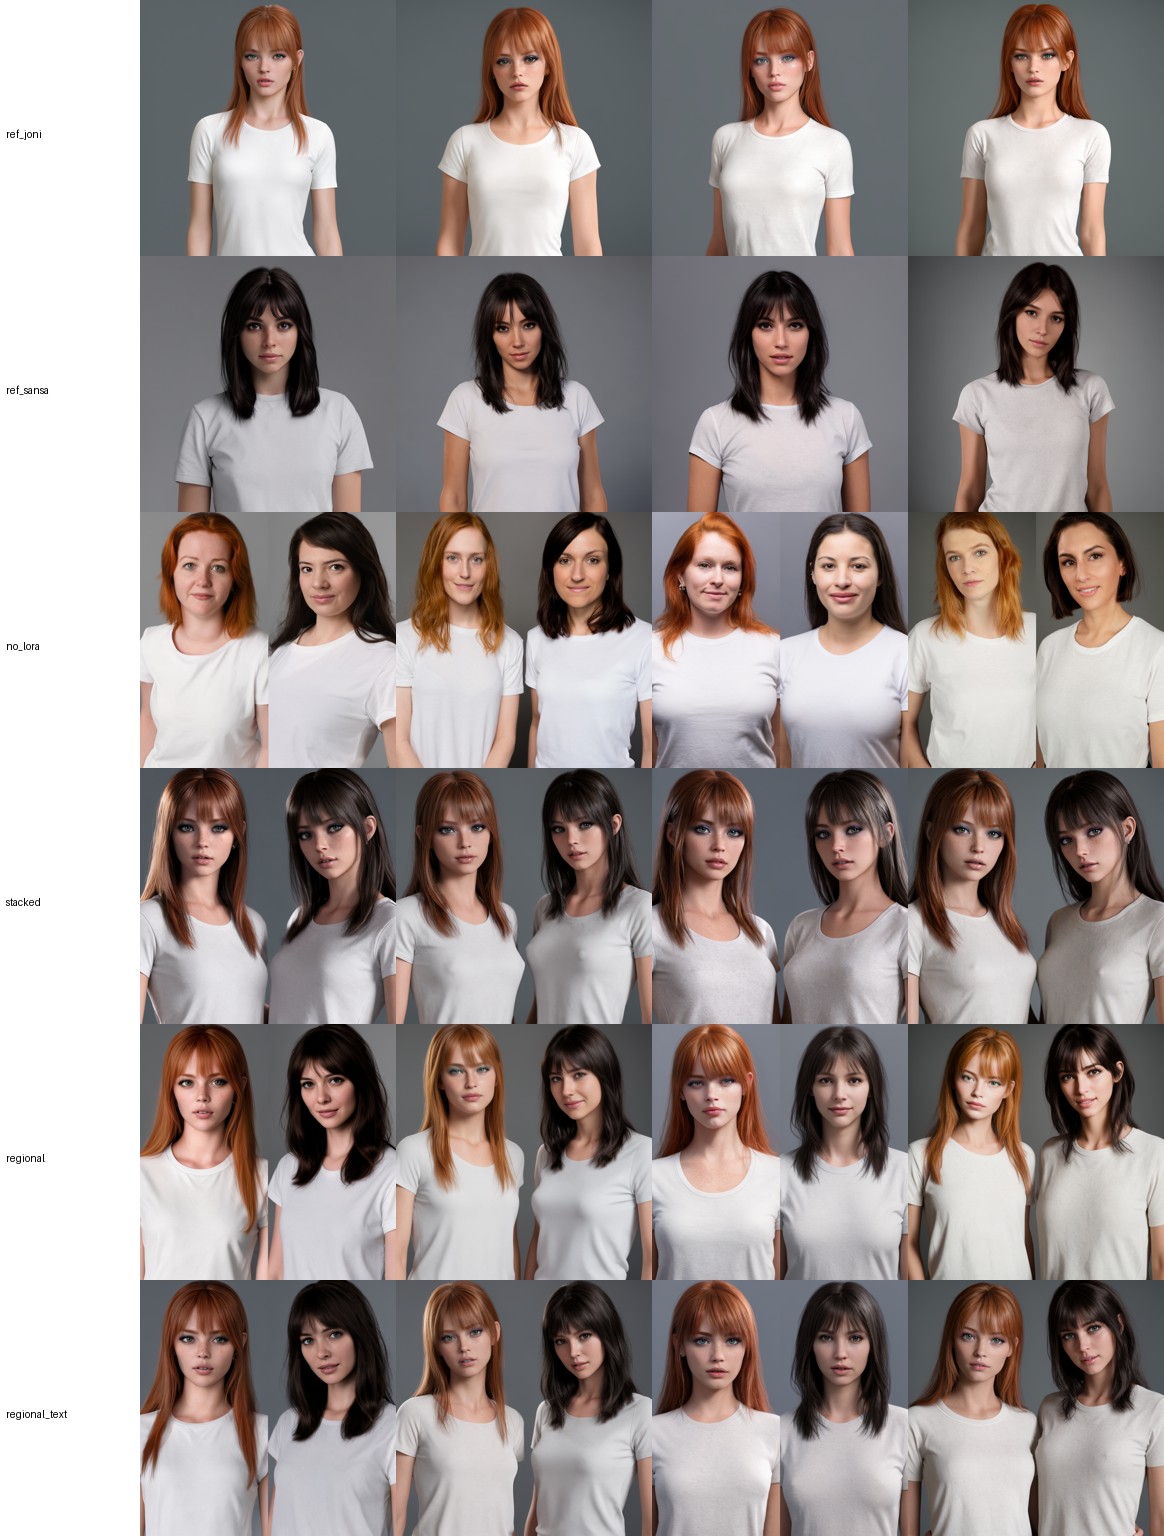 ref_joni
ref_sansa
no_lora
stacked
regional
regional_text